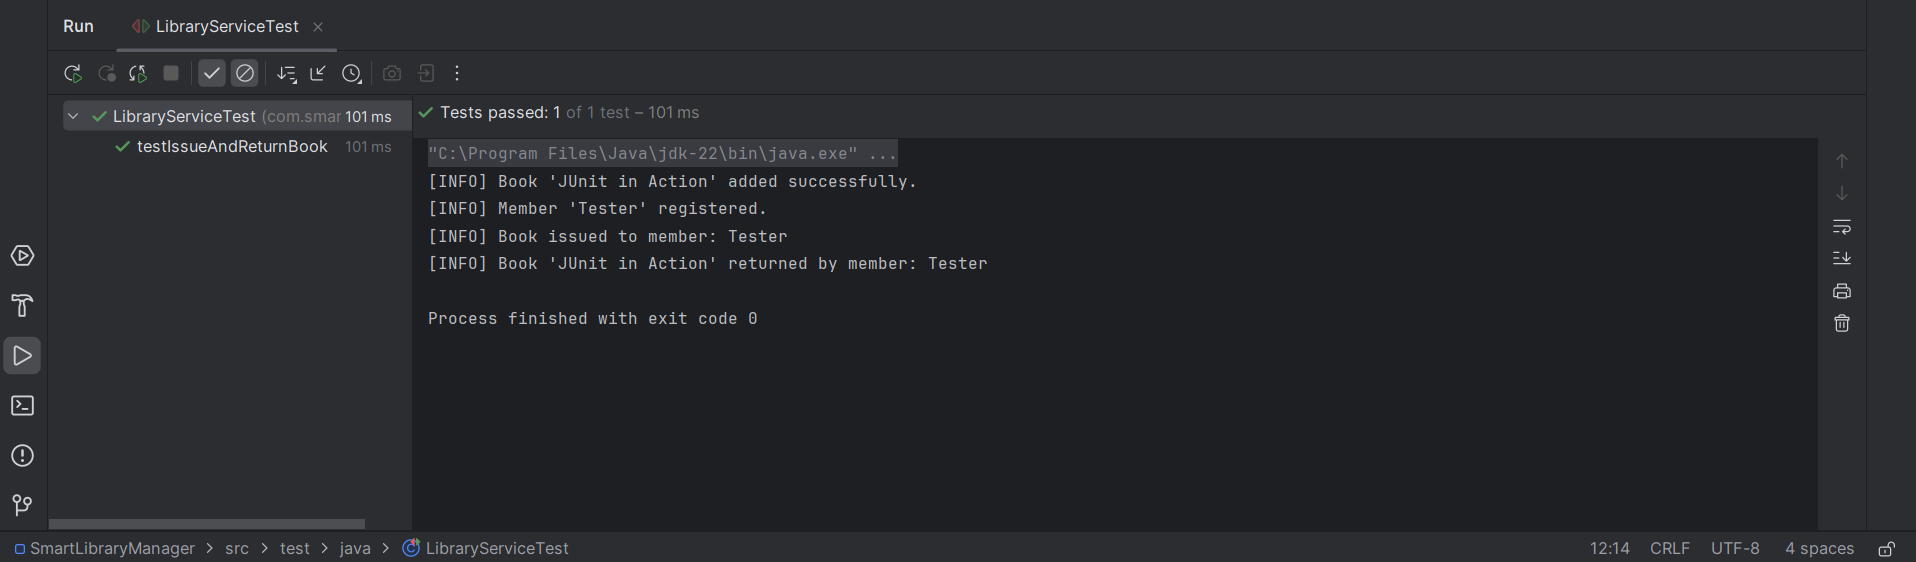 Run LibraryServiceTest
LibraryServiceTest (com.smar 101 ms
testIssueAndReturnBook 101 ms
Tests passed: 1 of 1 test – 101 ms
"C:\Program Files\Java\jdk-22\bin\java.exe" ...
[INFO] Book 'JUnit in Action' added successfully.
[INFO] Member 'Tester' registered.
[INFO] Book issued to member: Tester
[INFO] Book 'JUnit in Action' returned by member: Tester
Process finished with exit code 0
SmartLibraryManager > src > test > java > LibraryServiceTest 12:14 CRLF UTF-8 4 spaces